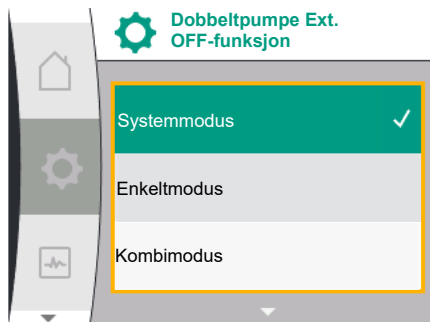 Dobbeltpumpe Ext.
OFF-funksjon
Systemmodus
Enkeltmodus
Kombimodus